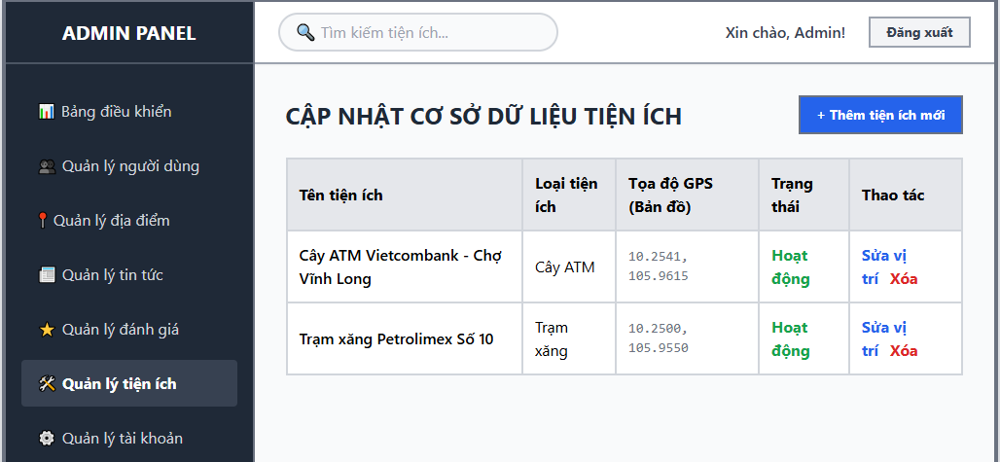 ADMIN PANEL
Tìm kiếm tiện ích...
Xin chào, Admin!
Đăng xuất
Bảng điều khiển
Quản lý người dùng
Quản lý địa điểm
Quản lý tin tức
Quản lý đánh giá
Quản lý tiện ích
Quản lý tài khoản
CẬP NHẬT CƠ SỞ DỮ LIỆU TIỆN ÍCH
+ Thêm tiện ích mới
Tên tiện ích
Loại tiện
ích
Tọa độ GPS
(Bản đồ)
Trạng
thái
Thao tác
Cây ATM Vietcombank - Chợ
Vĩnh Long
Cây ATM
10.2541,
105.9615
Hoạt
động
Sửa vị
trí Xóa
Trạm xăng Petrolimex Số 10
Trạm
xăng
10.2500,
105.9550
Hoạt
động
Sửa vị
trí Xóa